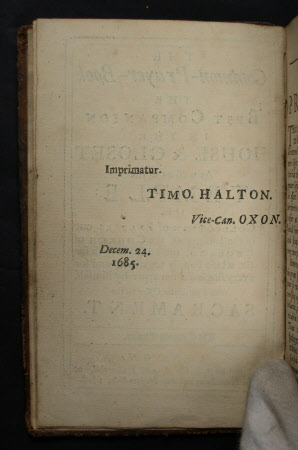 Imprimatur.
TIMO. HALTON.
Vice-Can. OXON.
Decem. 24.
1685.